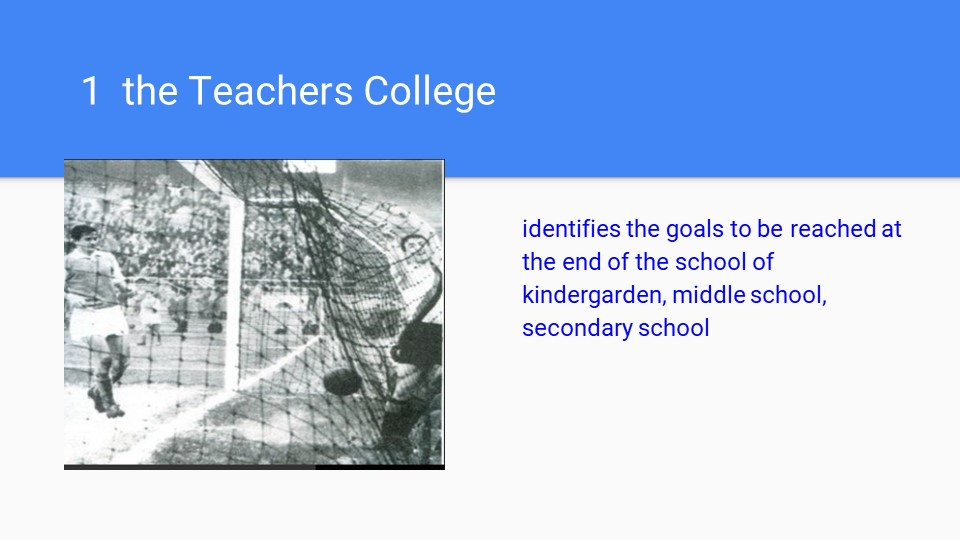 1 the Teachers College
identifies the goals to be reached at
the end of the school of
kindergarden, middle school,
secondary school